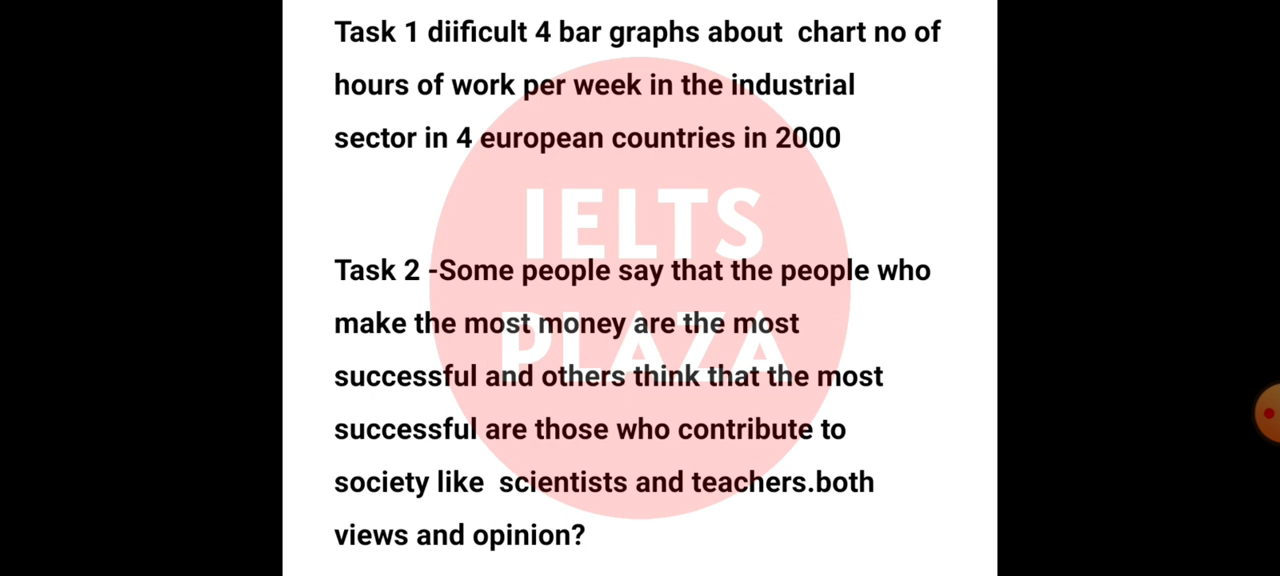 Task 1 diificult 4 bar graphs about chart no of
hours of work per week in the industrial
sector in 4 european countries in 2000
IELTS
Task 2 -Some people say that the people who
make the most money are the most
PLAZA
successful and others think that the most
successful are those who contribute to
society like scientists and teachers.both
views and opinion?